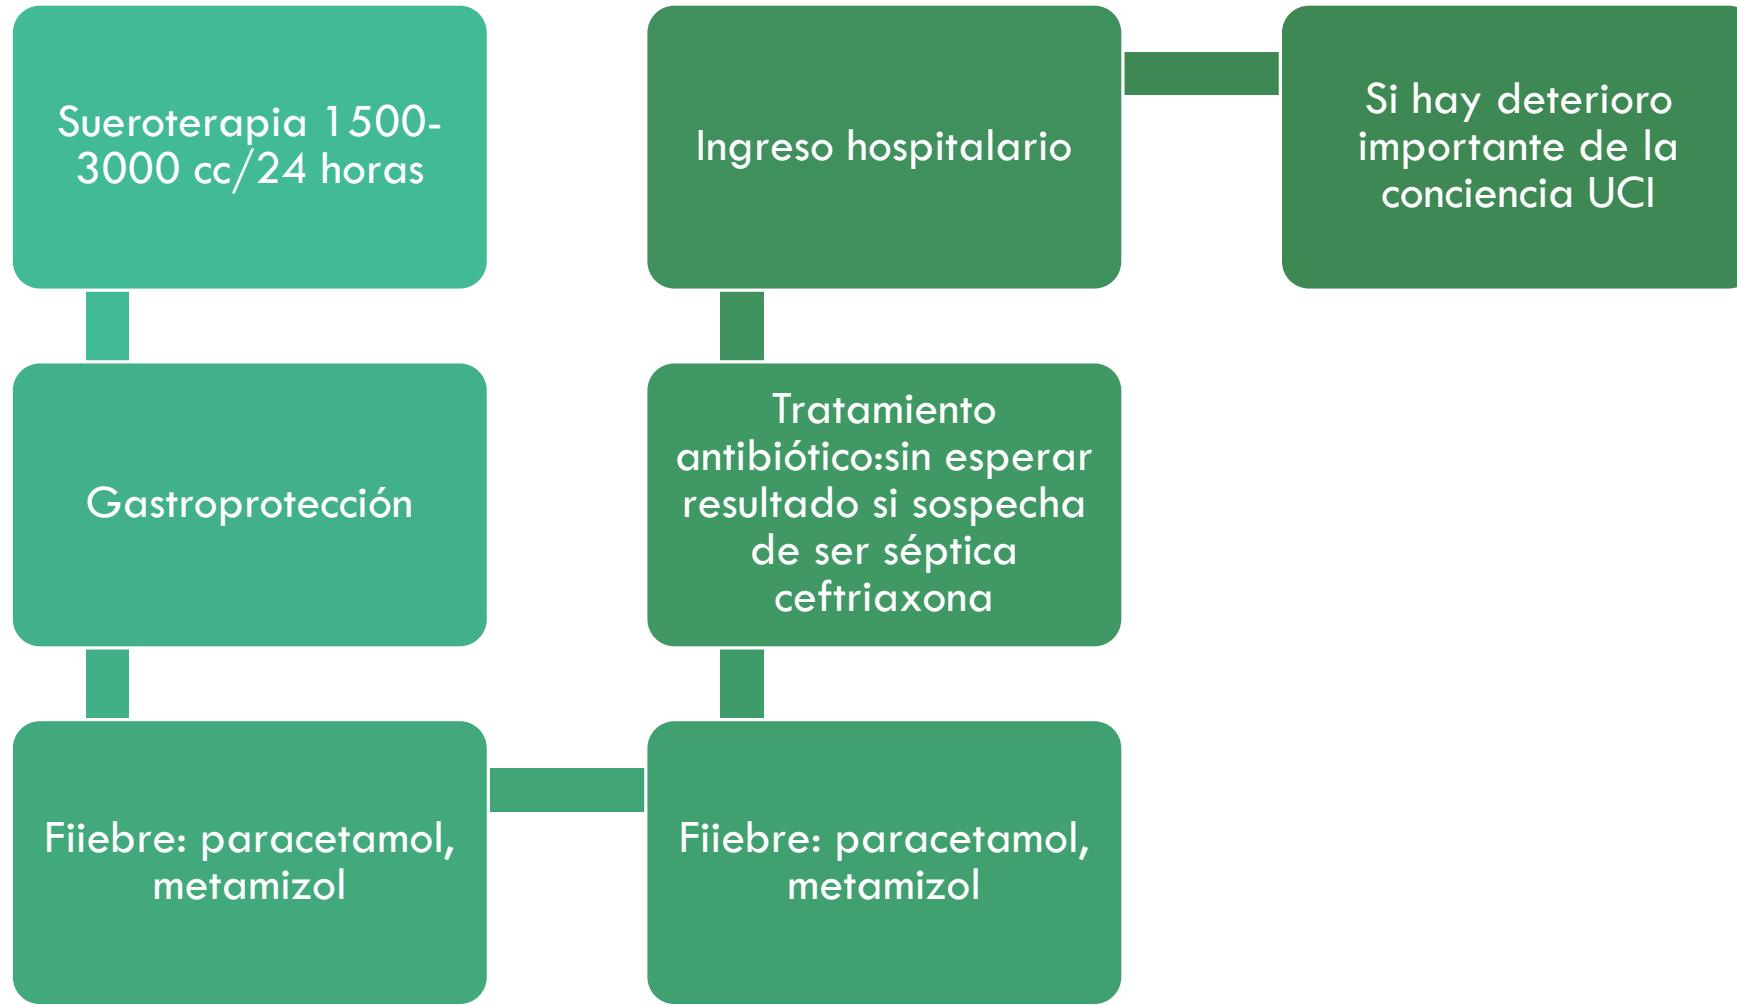 Sueroterapia 1500-
3000 cc/24 horas
Gastroprotección
Fiiebre: paracetamol,
metamizol
Fiiebre: paracetamol,
metamizol
Tratamiento
antibiótico:sin esperar
resultado si sospecha
de ser séptica
ceftriaxona
Ingreso hospitalario
Si hay deterioro
importante de la
conciencia UCI